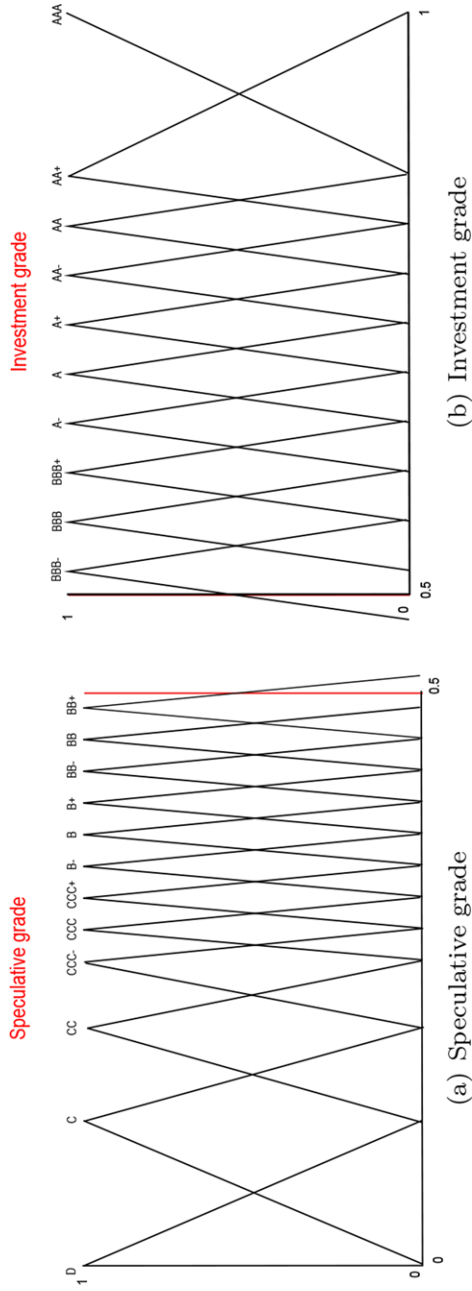 Speculative grade
D C CC CCC- CCC CCC+ B- B B+ BB- BB BB+
1
0
0 0.5
(a) Speculative grade
Investment grade
BBB- BBB BBB+ A- A A+ AA- AA AA+ AAA
1
0
0.5 1
(b) Investment grade